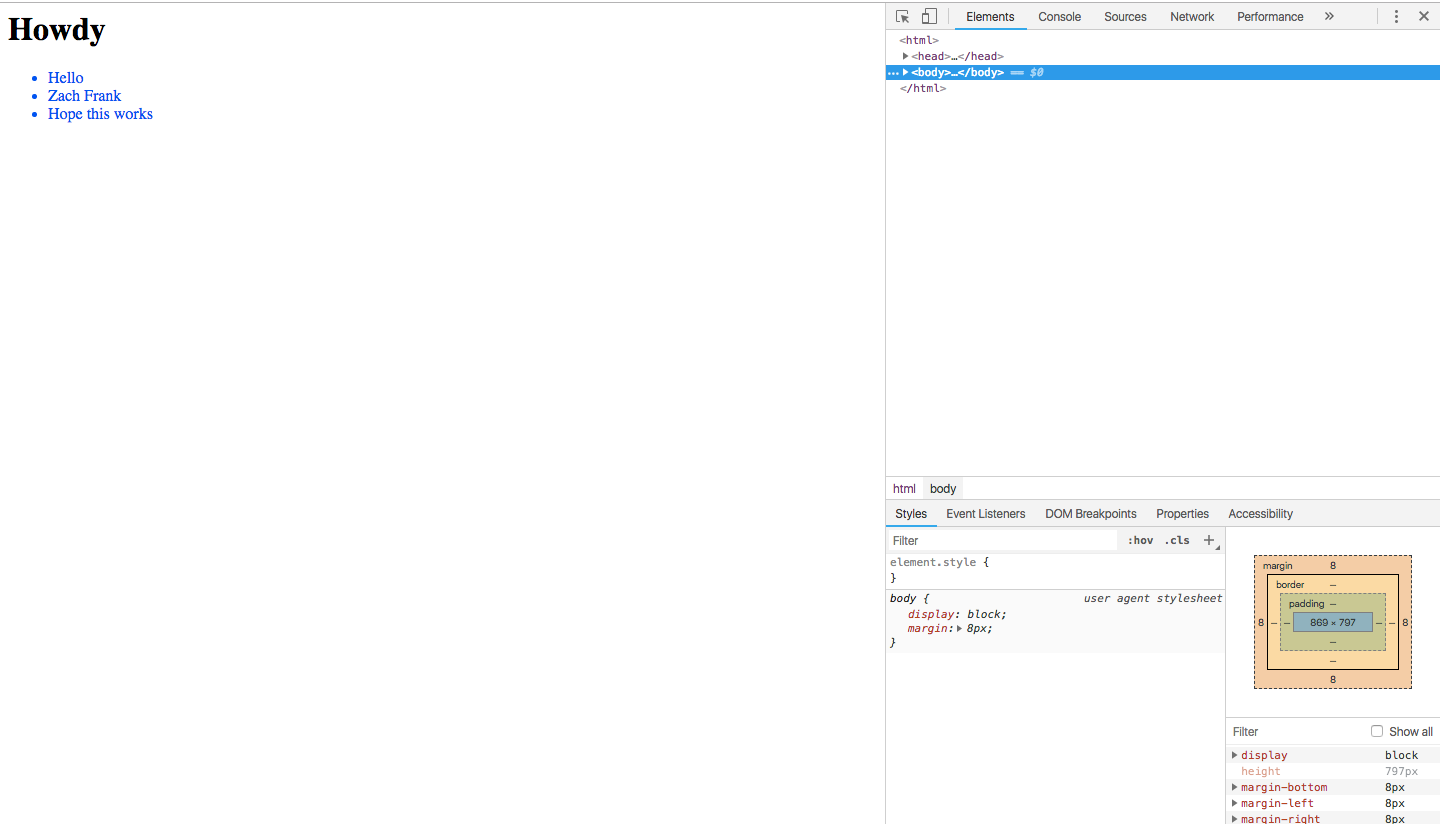 Howdy
Hello
Zach Frank
Hope this works
Elements Console Sources Network Performance »
<html>
<head>…</head>
<body>…</body> == $0
</html>
html body
Styles Event Listeners DOM Breakpoints Properties Accessibility
Filter :hov .cls +
element.style {
}
body { user agent stylesheet
display: block;
margin: 8px;
}
margin 8
border –
padding –
8 – – 869 × 797 – – 8
–
–
8
Filter Show all
display block
height 797px
margin-bottom 8px
margin-left 8px
margin-right 8px